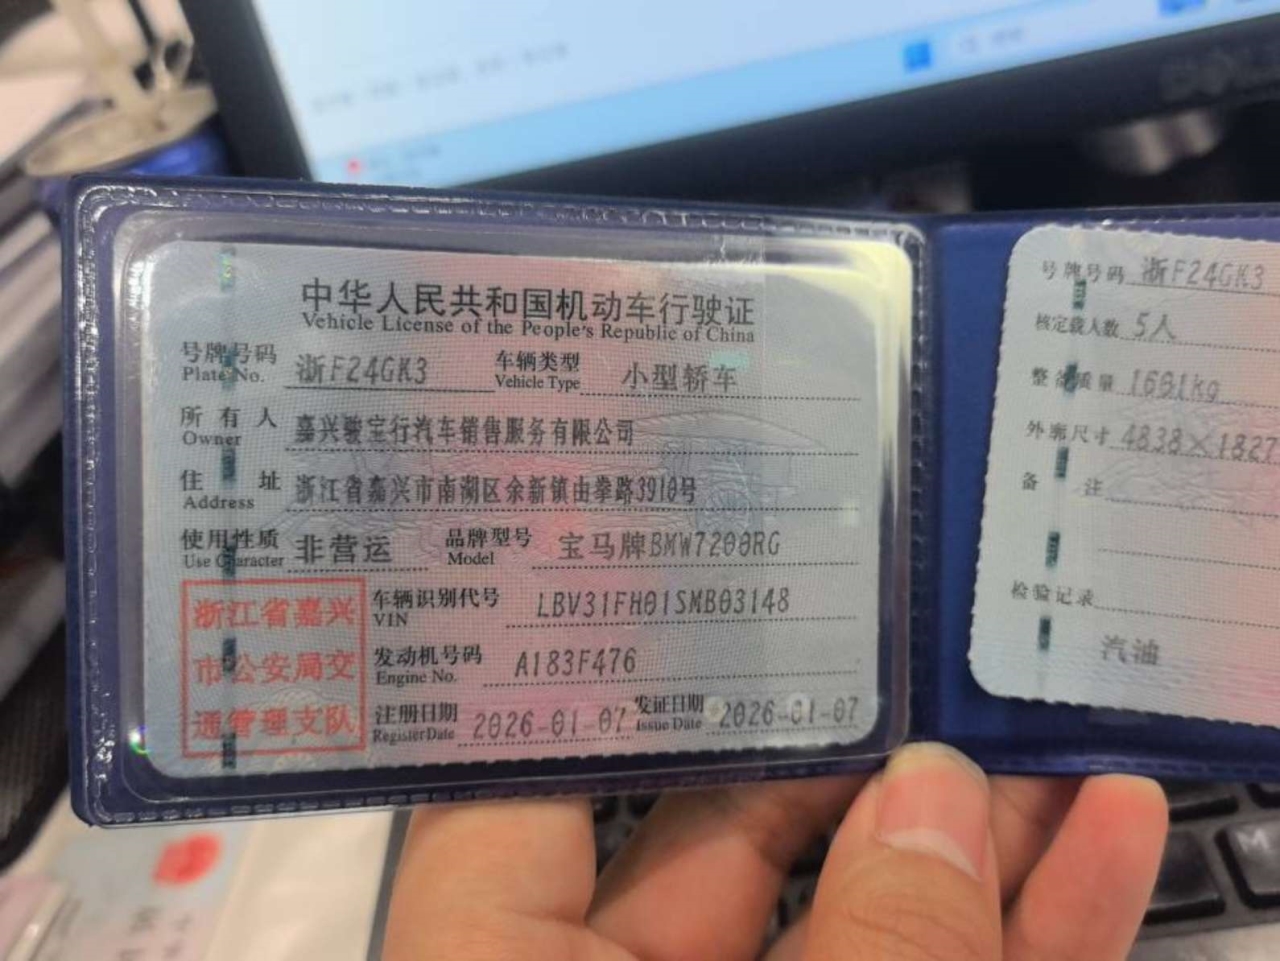 中华人民共和国机动车行驶证
Vehicle License of the People's Republic of China
号牌号码 浙F24GK3 车辆类型 小型轿车
Plate No. Vehicle Type
所有人 嘉兴骏宝行汽车销售服务有限公司
Owner
住址 浙江省嘉兴市南湖区余新镇由拳路3910号
Address
使用性质 非营运 品牌型号 宝马牌BMW7200RG
Use Character Model
车辆识别代号 LBV31FH01SMB03148
VIN
发动机号码 A183F476
Engine No.
注册日期 2026-01-07 发证日期 2026-01-07
Register Date Issue Date
浙江省嘉兴
市公安局交
通管理支队
号牌号码 浙F24GK3
核定载人数 5人
整备质量 1661kg
外廓尺寸 4838×1827
备注
检验记录
汽油